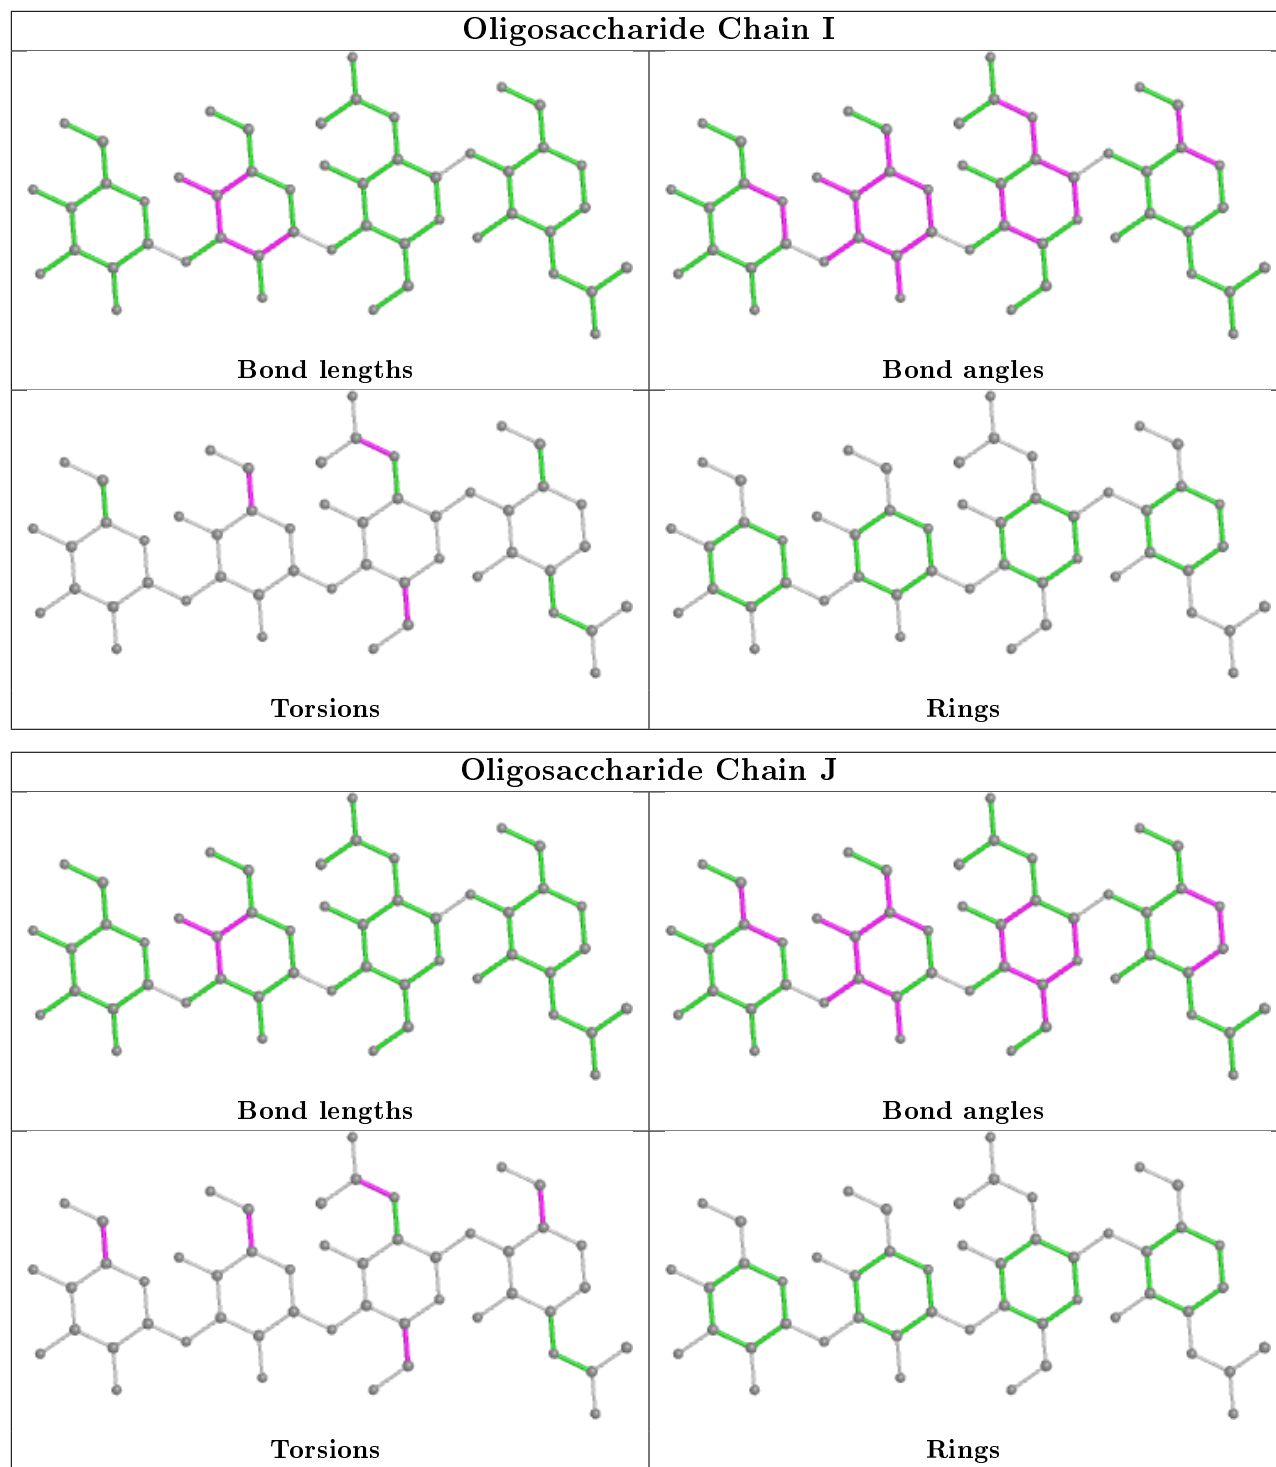 Oligosaccharide Chain I
Bond lengths
Bond angles
Torsions
Rings
Oligosaccharide Chain J
Bond lengths
Bond angles
Torsions
Rings